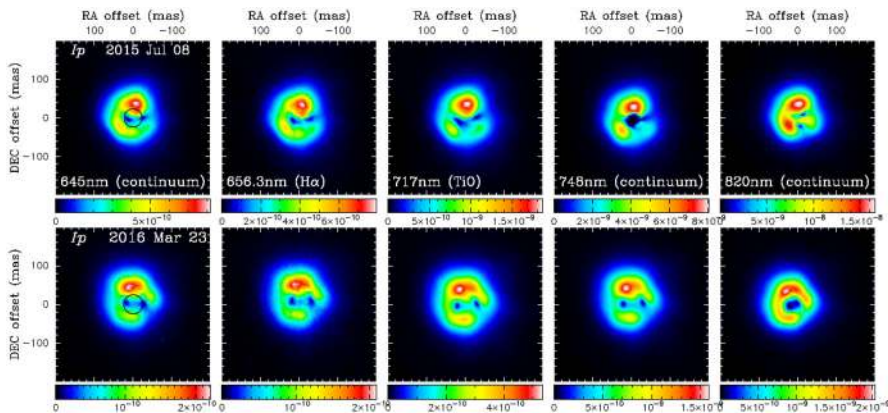 RA offset (mas) RA offset (mas) RA offset (mas) RA offset (mas) RA offset (mas)
100 0 -100 100 0 -100 100 0 -100 100 0 -100 -100 0 100
Ip 2015 Jul 08
DEC offset (mas)
100
0
-100
645nm (continuum) 656.3nm (Hα) 717nm (TiO) 748nm (continuum) 820nm (continuum)
0 5×10⁻¹⁰ 0 2×10⁻¹⁰ 4×10⁻¹⁰ 6×10⁻¹⁰ 0 5×10⁻¹⁰ 10⁻⁹ 1.5×10⁻⁹ 0 2×10⁻⁹ 4×10⁻⁹ 6×10⁻⁹ 8×10⁻⁹ 0 5×10⁻⁹ 10⁻⁸ 1.5×10⁻⁸
Ip 2016 Mar 23
DEC offset (mas)
100
0
-100
0 10⁻¹⁰ 2×10⁻¹⁰ 0 10⁻¹⁰ 2×10⁻¹⁰ 0 2×10⁻¹⁰ 4×10⁻¹⁰ 0 5×10⁻¹⁰ 10⁻⁹ 0 5×10⁻¹⁰ 10⁻⁹ 1.5×10⁻⁹